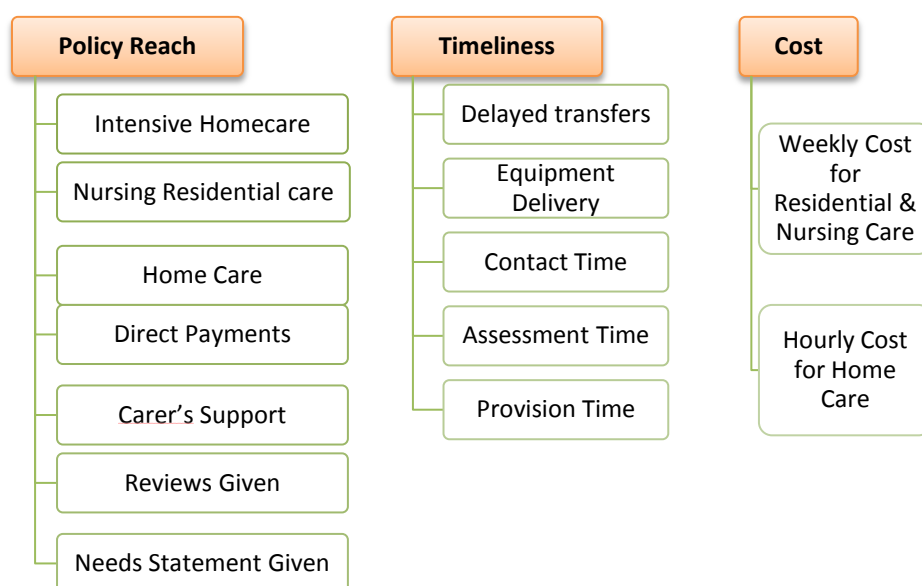 Policy Reach
Intensive Homecare
Nursing Residential care
Home Care
Direct Payments
Carer's Support
Reviews Given
Needs Statement Given
Timeliness
Delayed transfers
Equipment
Delivery
Contact Time
Assessment Time
Provision Time
Cost
Weekly Cost
for
Residential &
Nursing Care
Hourly Cost
for Home
Care